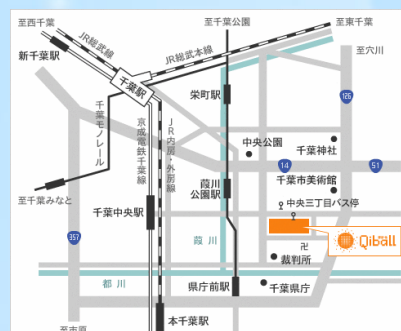 至西千葉
至千葉公園
至東千葉
JR総武線
JR総武本線
至穴川
新千葉駅
千葉駅
栄町駅
126
千葉モノレール
京成電鉄千葉線
JR内房・外房線
中央公園
千葉神社
14
51
葭川
公園駅
千葉市美術館
至千葉みなと
中央三丁目バス停
千葉中央駅
357
葭川
卍
Qiball
裁判所
都川
県庁前駅
千葉県庁
本千葉駅
至市原